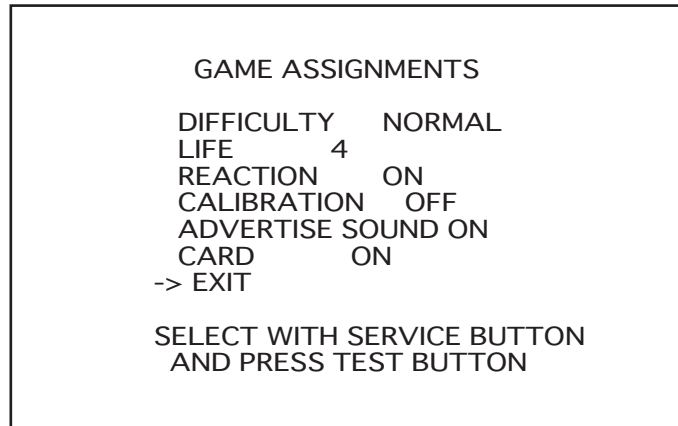 GAME ASSIGNMENTS
DIFFICULTY NORMAL
LIFE 4
REACTION ON
CALIBRATION OFF
ADVERTISE SOUND ON
CARD ON
-> EXIT
SELECT WITH SERVICE BUTTON
AND PRESS TEST BUTTON